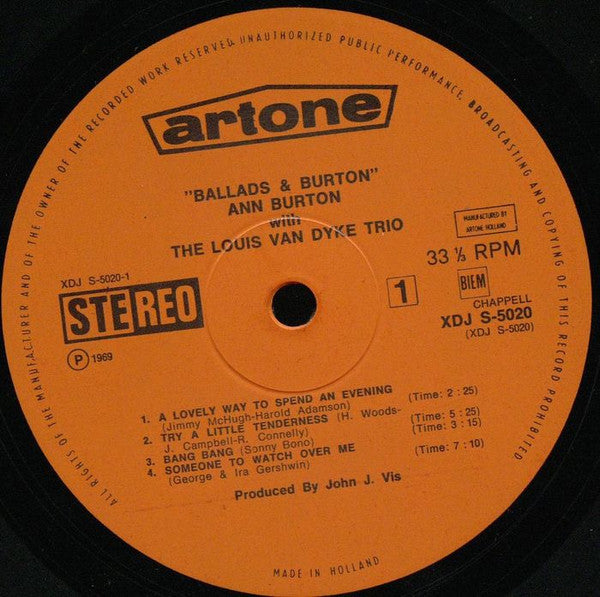 ALL RIGHTS OF THE MANUFACTURER AND OF THE OWNER OF THE RECORDED WORK RESERVED, UNAUTHORIZED PUBLIC PERFORMANCE, BROADCASTING AND COPYING OF THIS RECORD PROHIBITED
artone
"BALLADS & BURTON"
ANN BURTON
with
THE LOUIS VAN DYKE TRIO
MANUFACTURED BY
ARTONE HOLLAND
33 ⅓ RPM
XDJ S-5020-1
STEREO
1
BIEM
CHAPPELL
XDJ S-5020
(XDJ S-5020)
Ⓟ 1969
1. A LOVELY WAY TO SPEND AN EVENING (Time: 2 : 25)
(Jimmy McHugh-Harold Adamson)
2. TRY A LITTLE TENDERNESS (H. Woods- (Time: 5 : 25)
J. Campbell-R. Connelly)
3. BANG BANG (Sonny Bono) (Time: 3 : 15)
4. SOMEONE TO WATCH OVER ME (Time: 7 : 10)
(George & Ira Gershwin)
Produced By John J. Vis
MADE IN HOLLAND